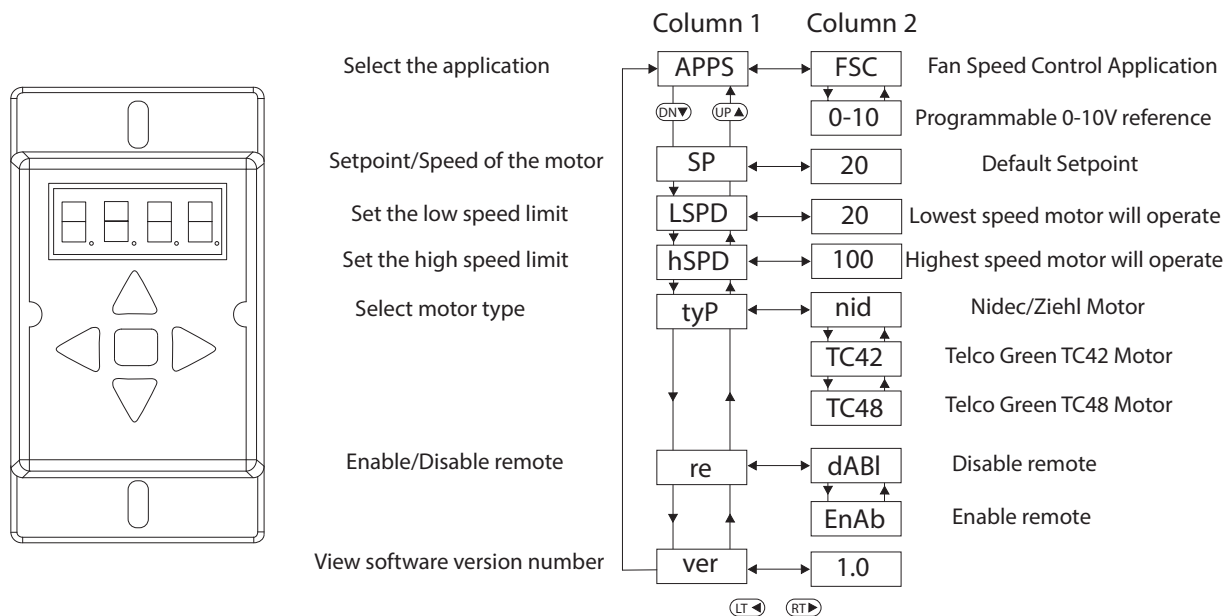 Column 1 Column 2
Select the application APPS FSC Fan Speed Control Application
DN▼ UP▲ 0-10 Programmable 0-10V reference
Setpoint/Speed of the motor SP 20 Default Setpoint
Set the low speed limit LSPD 20 Lowest speed motor will operate
Set the high speed limit hSPD 100 Highest speed motor will operate
Select motor type tyP nid Nidec/Ziehl Motor
TC42 Telco Green TC42 Motor
TC48 Telco Green TC48 Motor
Enable/Disable remote re dABl Disable remote
EnAb Enable remote
View software version number ver 1.0
LT◀ RT▶